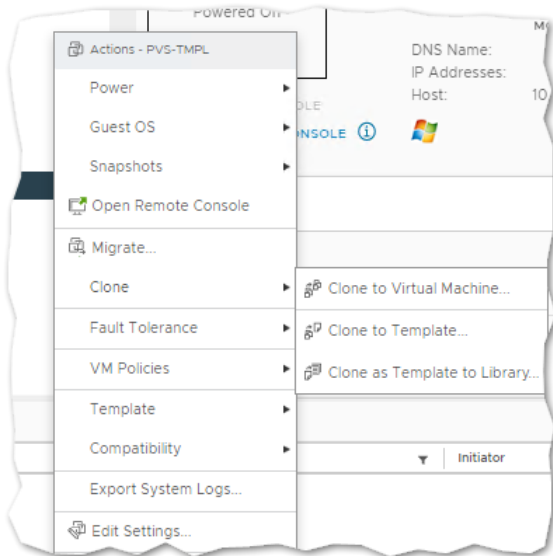 Powered Off
Actions - PVS-TMPL
DNS Name:
IP Addresses:
Host: 10
Power
Guest OS
NSOLE
Snapshots
Open Remote Console
Migrate...
Clone
Clone to Virtual Machine...
Fault Tolerance
Clone to Template...
VM Policies
Clone as Template to Library...
Template
Compatibility
Initiator
Export System Logs...
Edit Settings...